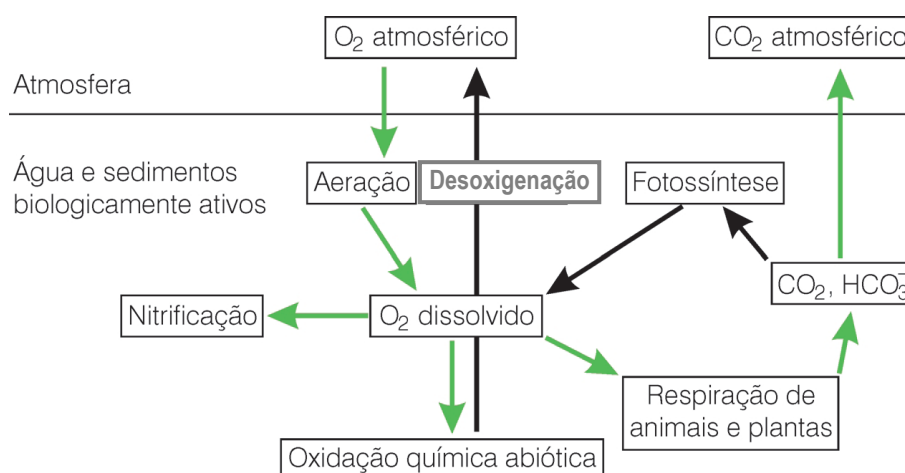 O₂ atmosférico
CO₂ atmosférico
Atmosfera
Água e sedimentos
biologicamente ativos
Aeração
Desoxigenação
Fotossíntese
CO₂, HCO₃⁻
Nitrificação
O₂ dissolvido
Respiração de
animais e plantas
Oxidação química abiótica